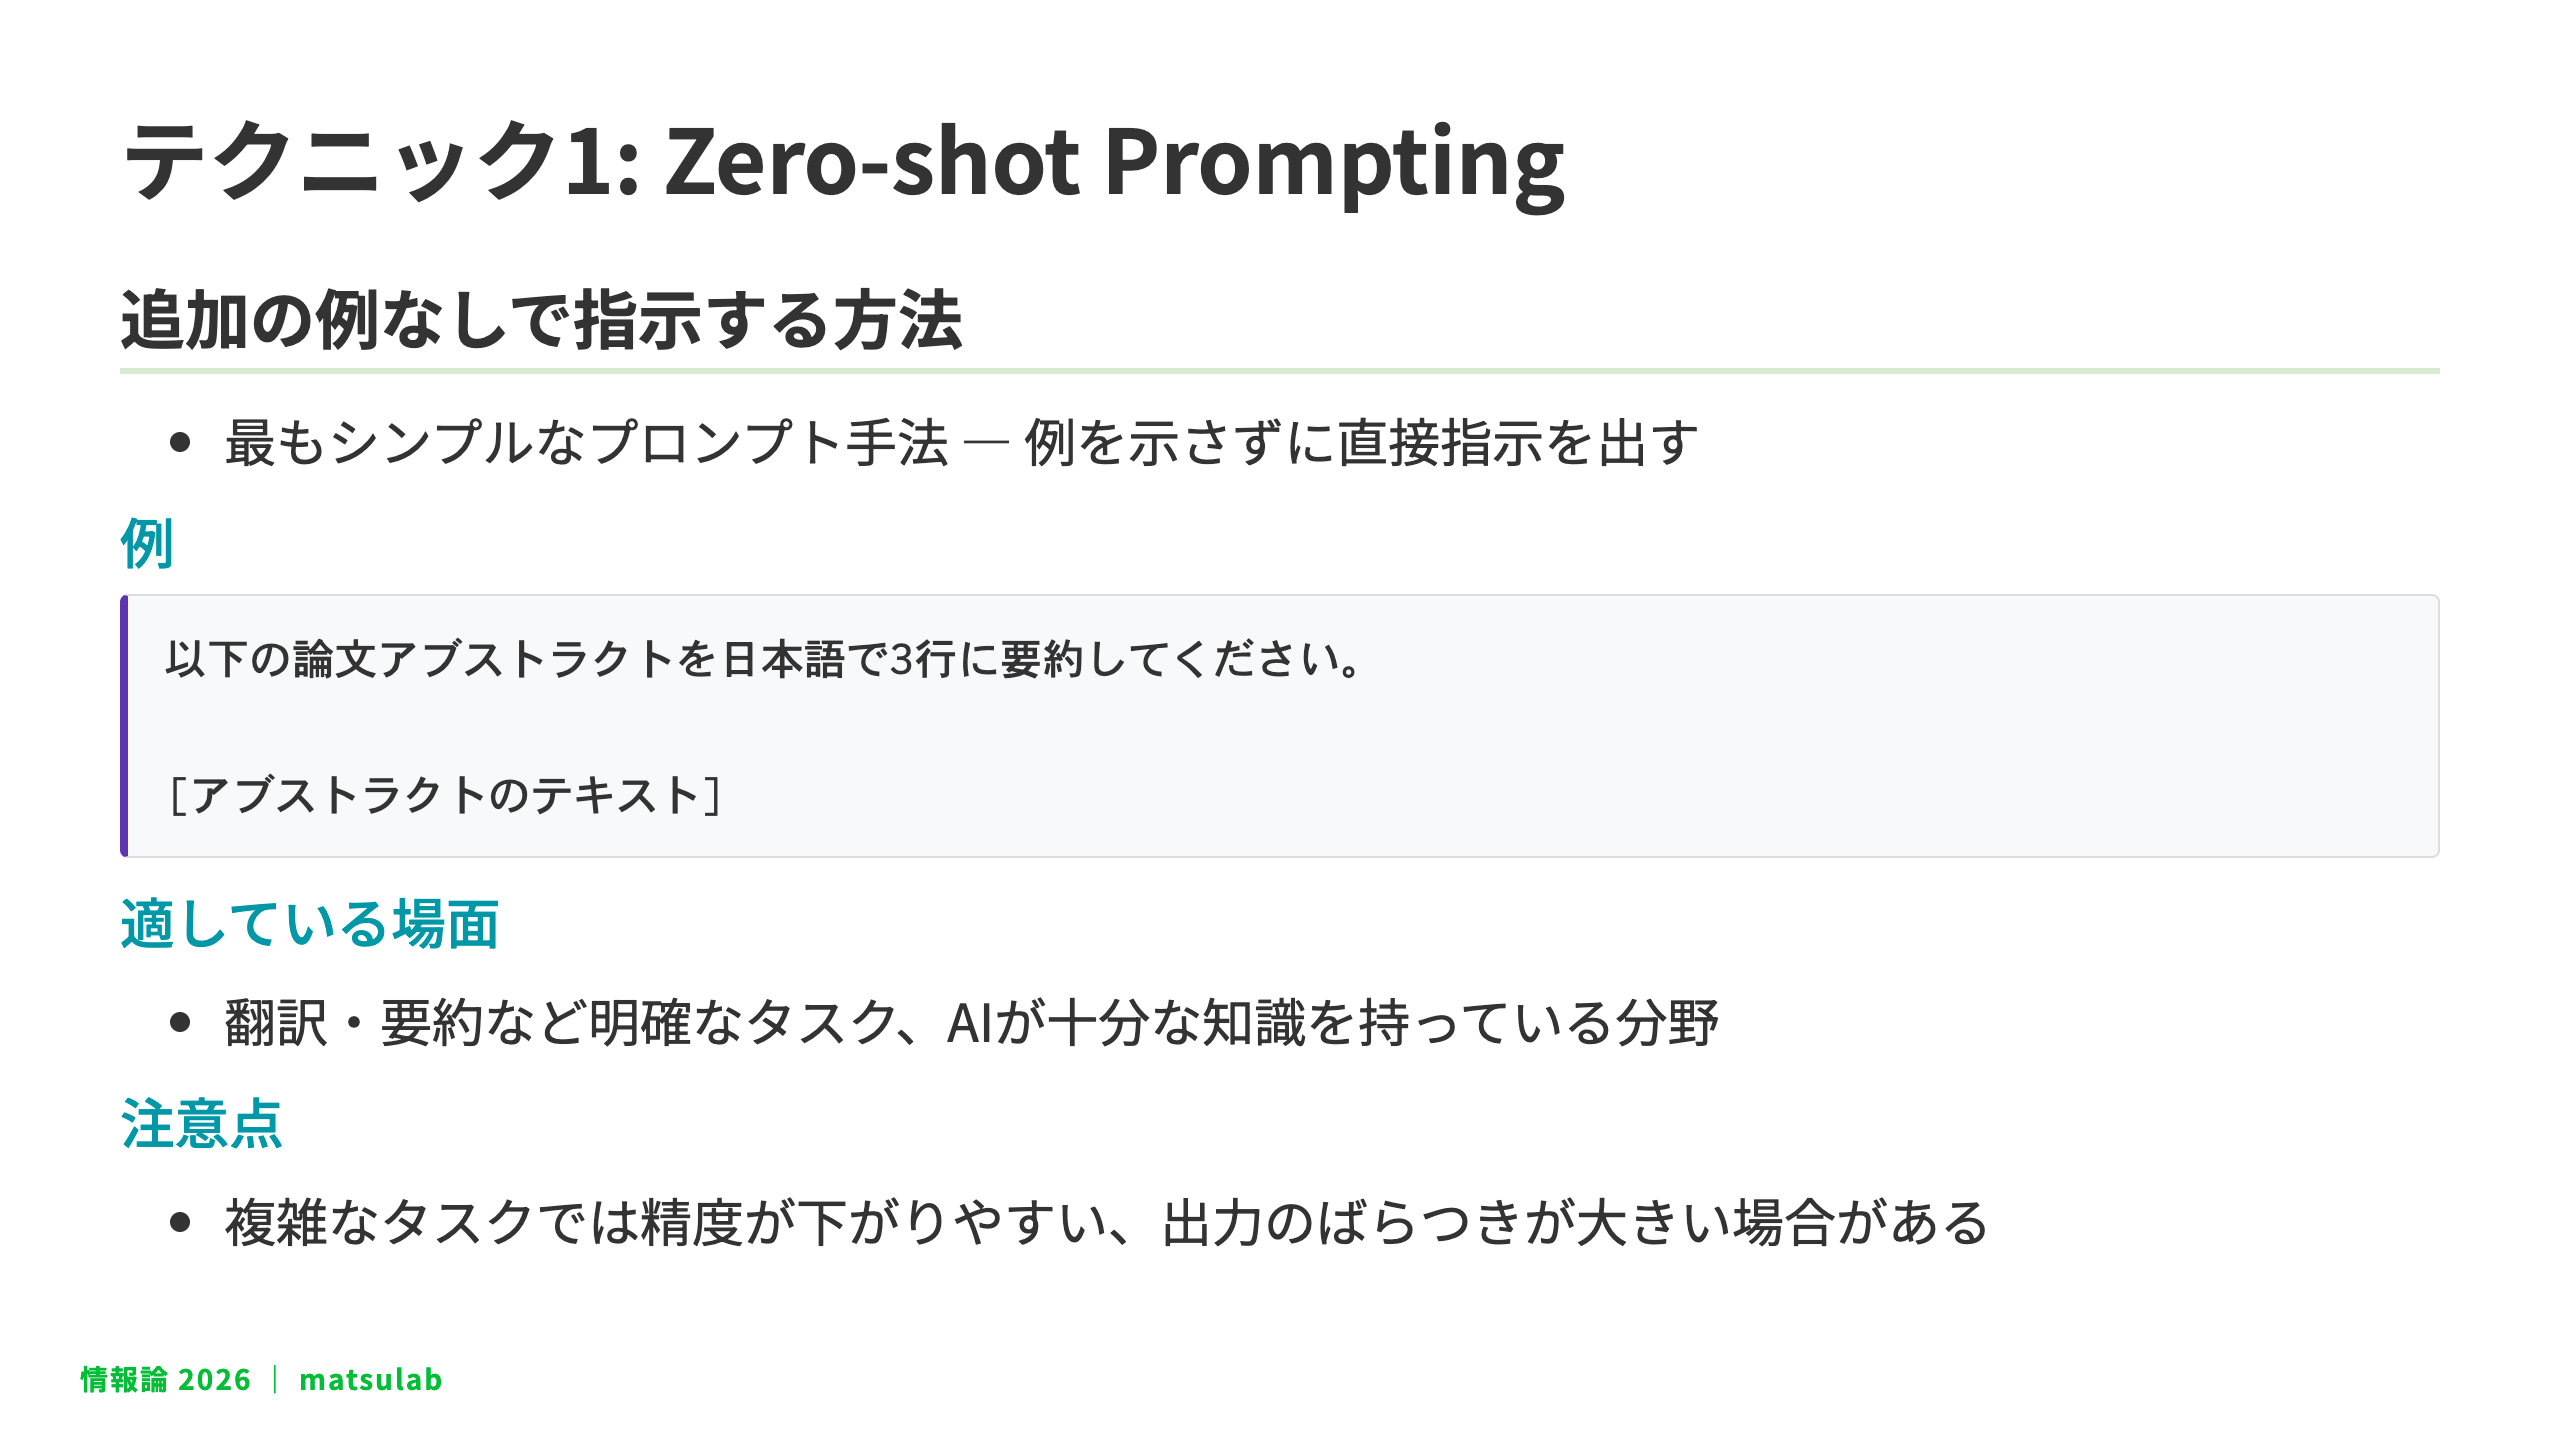 テクニック1: Zero-shot Prompting
追加の例なしで指示する方法
• 最もシンプルなプロンプト手法 — 例を示さずに直接指示を出す
例
以下の論文アブストラクトを日本語で3行に要約してください。
[アブストラクトのテキスト]
適している場面
• 翻訳・要約など明確なタスク、AIが十分な知識を持っている分野
注意点
• 複雑なタスクでは精度が下がりやすい、出力のばらつきが大きい場合がある
情報論 2026 ｜ matsulab